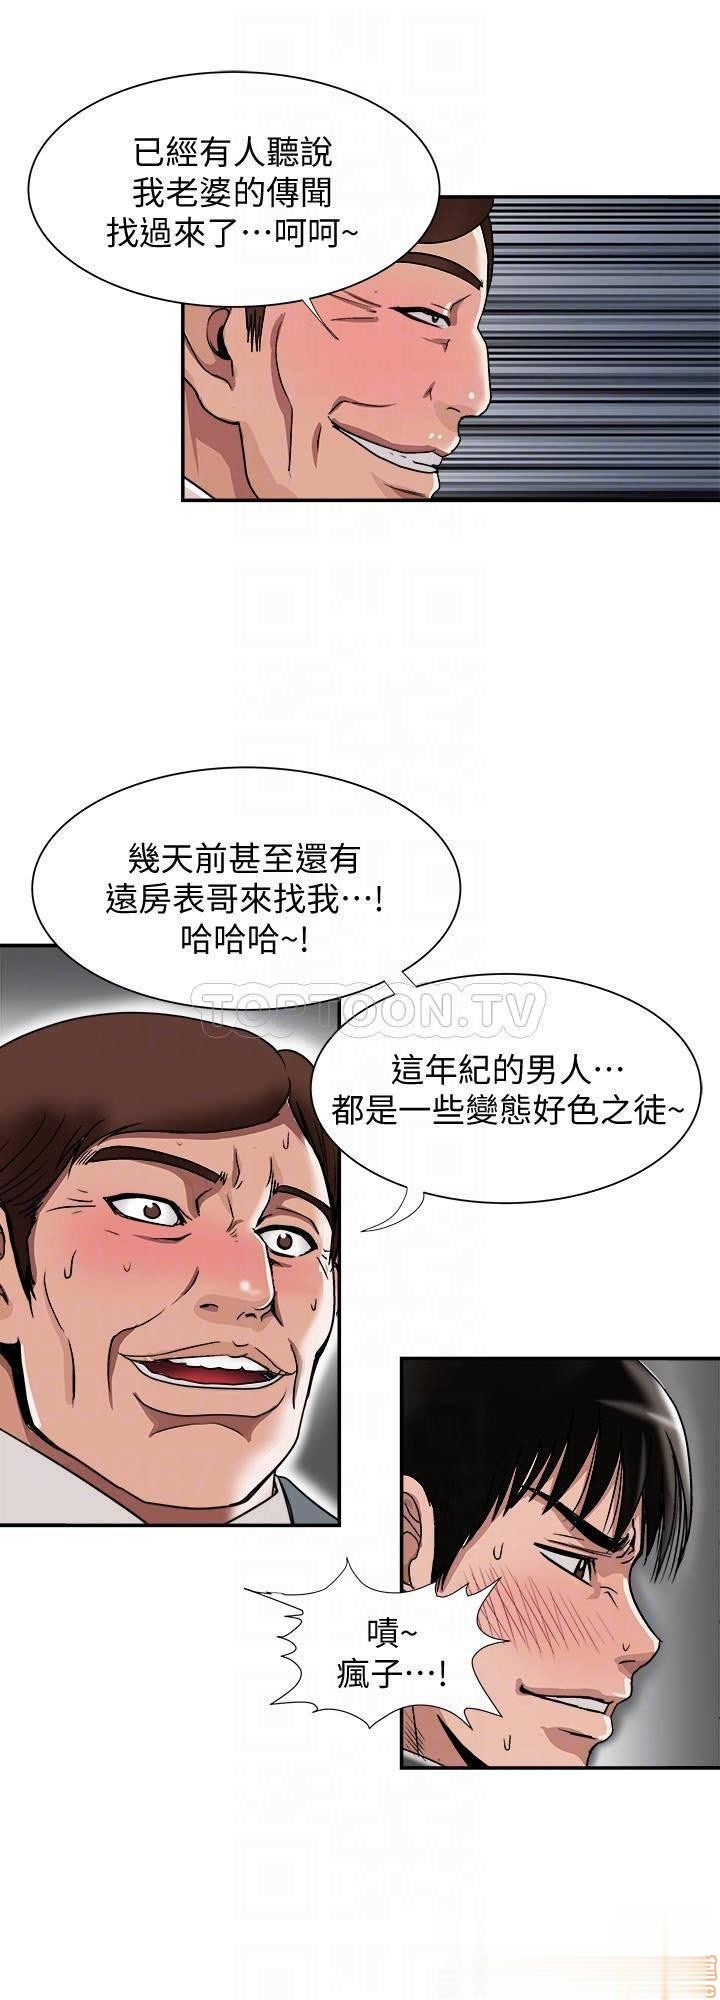 已經有人聽說
我老婆的傳聞
找過來了⋯呵呵~
幾天前甚至還有
遠房表哥來找我⋯!
哈哈哈~!
TOPTOON.TV
這年紀的男人⋯
都是一些變態好色之徒~
嘖~
瘋子⋯!